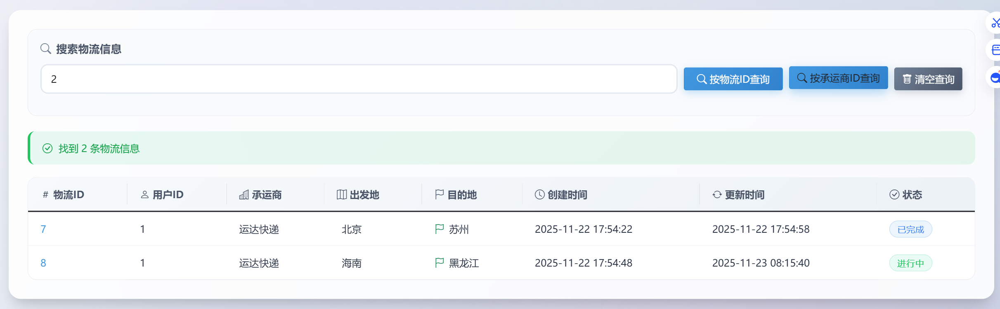 搜索物流信息
2 按物流ID查询 按承运商ID查询 清空查询
找到 2 条物流信息
# 物流ID 用户ID 承运商 出发地 目的地 创建时间 更新时间 状态
7 1 运达快递 北京 苏州 2025-11-22 17:54:22 2025-11-22 17:54:58 已完成
8 1 运达快递 海南 黑龙江 2025-11-22 17:54:48 2025-11-23 08:15:40 进行中